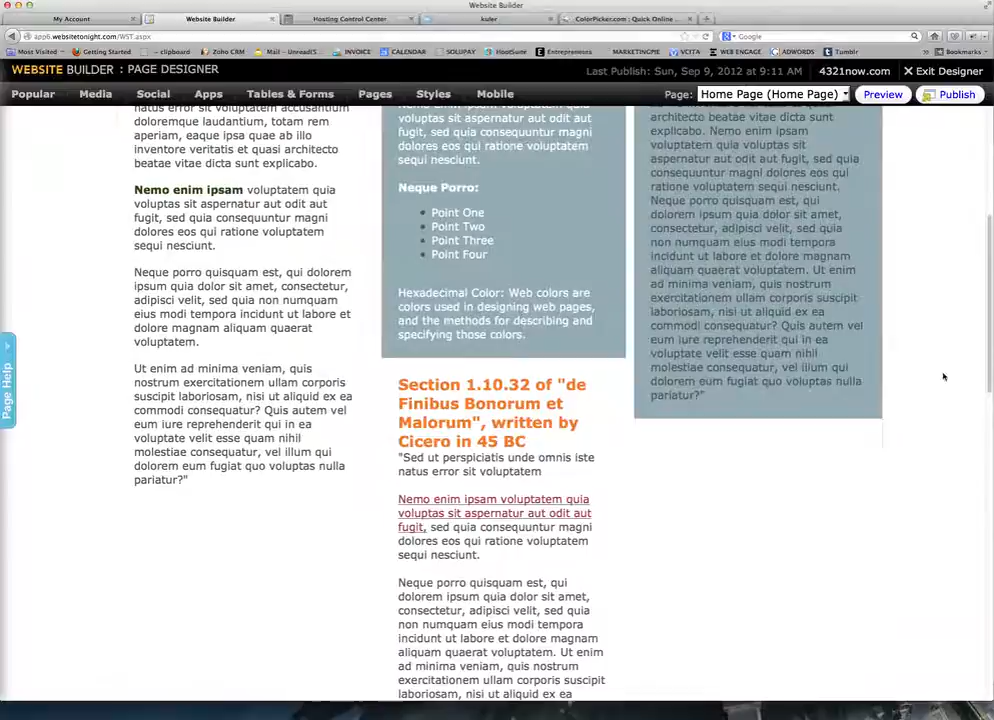 Website Builder
My Account
Website Builder
Hosting Control Center
kuler
ColorPicker.com : Quick Online ...
app6.websitetonight.com/WST.aspx
Google
Most Visited
Getting Started
clipboard
Zoho CRM
Mail – UnreadS...
INVOICE
CALENDAR
SOLUPAY
HootSuite
Entrepreneurs
MARKETINGPIE
VCITA
WEB ENGAGE
ADWORDS
Tumblr
Bookmarks
WEBSITE BUILDER : PAGE DESIGNER
Last Publish: Sun, Sep 9, 2012 at 9:11 AM
4321now.com
Exit Designer
Popular
Media
Social
Apps
Tables & Forms
Pages
Styles
Mobile
Page:
Home Page (Home Page)
Preview
Publish
Page Help
natus error sit voluptatem accusantium
doloremque laudantium, totam rem
aperiam, eaque ipsa quae ab illo
inventore veritatis et quasi architecto
beatae vitae dicta sunt explicabo.
Nemo enim ipsam voluptatem quia
voluptas sit aspernatur aut odit aut
fugit, sed quia consequuntur magni
dolores eos qui ratione voluptatem
sequi nesciunt.
Neque porro quisquam est, qui dolorem
ipsum quia dolor sit amet, consectetur,
adipisci velit, sed quia non numquam
eius modi tempora incidunt ut labore et
dolore magnam aliquam quaerat
voluptatem.
Ut enim ad minima veniam, quis
nostrum exercitationem ullam corporis
suscipit laboriosam, nisi ut aliquid ex ea
commodi consequatur? Quis autem vel
eum iure reprehenderit qui in ea
voluptate velit esse quam nihil
molestiae consequatur, vel illum qui
dolorem eum fugiat quo voluptas nulla
pariatur?"
Nemo enim ipsam voluptatem quia
voluptas sit aspernatur aut odit aut
fugit, sed quia consequuntur magni
dolores eos qui ratione voluptatem
sequi nesciunt.
Neque Porro:
Point One
Point Two
Point Three
Point Four
Hexadecimal Color: Web colors are
colors used in designing web pages,
and the methods for describing and
specifying those colors.
Section 1.10.32 of "de
Finibus Bonorum et
Malorum", written by
Cicero in 45 BC
"Sed ut perspiciatis unde omnis iste
natus error sit voluptatem
Nemo enim ipsam voluptatem quia
voluptas sit aspernatur aut odit aut
fugit, sed quia consequuntur magni
dolores eos qui ratione voluptatem
sequi nesciunt.
Neque porro quisquam est, qui
dolorem ipsum quia dolor sit amet,
consectetur, adipisci velit, sed quia
non numquam eius modi tempora
incidunt ut labore et dolore magnam
aliquam quaerat voluptatem. Ut enim
ad minima veniam, quis nostrum
exercitationem ullam corporis suscipit
laboriosam, nisi ut aliquid ex ea
architecto beatae vitae dicta sunt
explicabo. Nemo enim ipsam
voluptatem quia voluptas sit
aspernatur aut odit aut fugit, sed quia
consequuntur magni dolores eos qui
ratione voluptatem sequi nesciunt.
Neque porro quisquam est, qui
dolorem ipsum quia dolor sit amet,
consectetur, adipisci velit, sed quia
non numquam eius modi tempora
incidunt ut labore et dolore magnam
aliquam quaerat voluptatem. Ut enim
ad minima veniam, quis nostrum
exercitationem ullam corporis suscipit
laboriosam, nisi ut aliquid ex ea
commodi consequatur? Quis autem vel
eum iure reprehenderit qui in ea
voluptate velit esse quam nihil
molestiae consequatur, vel illum qui
dolorem eum fugiat quo voluptas nulla
pariatur?"